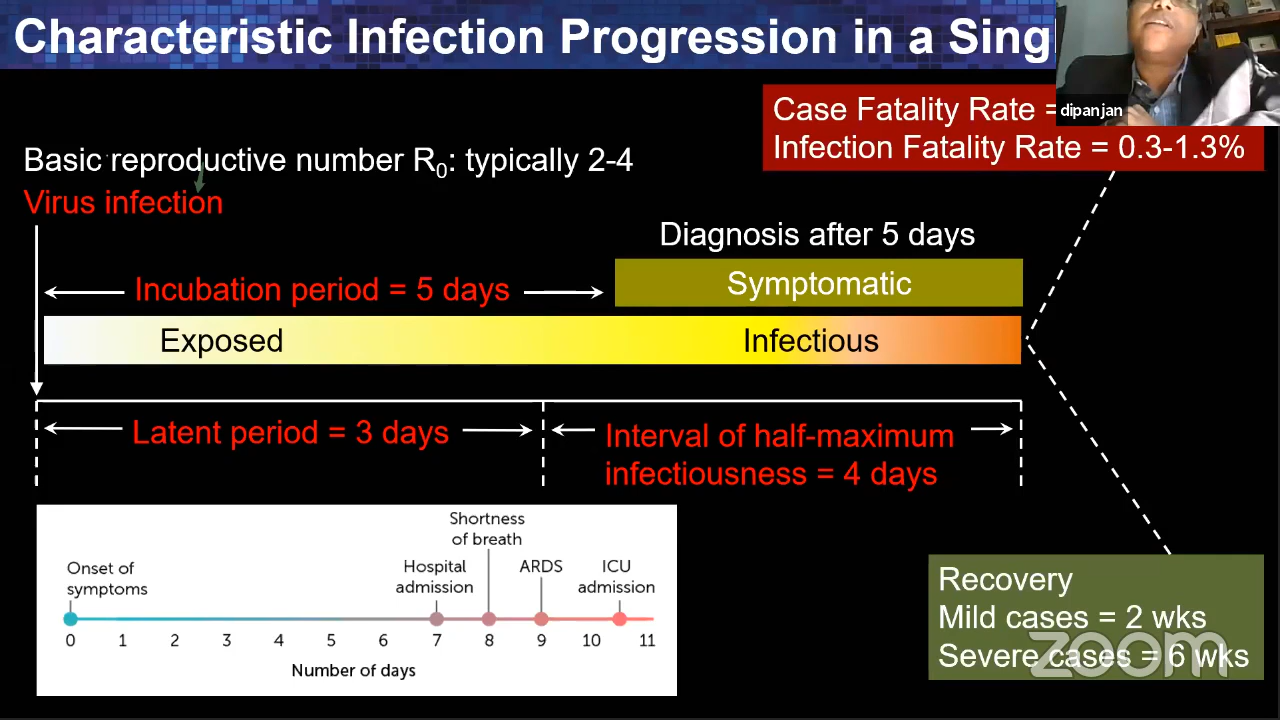 Characteristic Infection Progression in a
dipanjan
Case Fatality Rate =
Infection Fatality Rate = 0.3-1.3%
Basic reproductive number R₀: typically 2-4
Virus infection
Diagnosis after 5 days
Symptomatic
Incubation period = 5 days
Exposed
Infectious
Latent period = 3 days
Interval of half-maximum
infectiousness = 4 days
Shortness
of breath
Onset of
symptoms
Hospital
admission
ARDS
ICU
admission
0 1 2 3 4 5 6 7 8 9 10 11
Number of days
Recovery
Mild cases = 2 wks
Severe cases = 6 wks
zoom